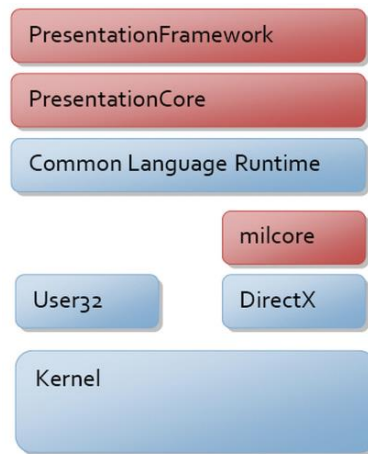 PresentationFramework
PresentationCore
Common Language Runtime
milcore
User32
DirectX
Kernel